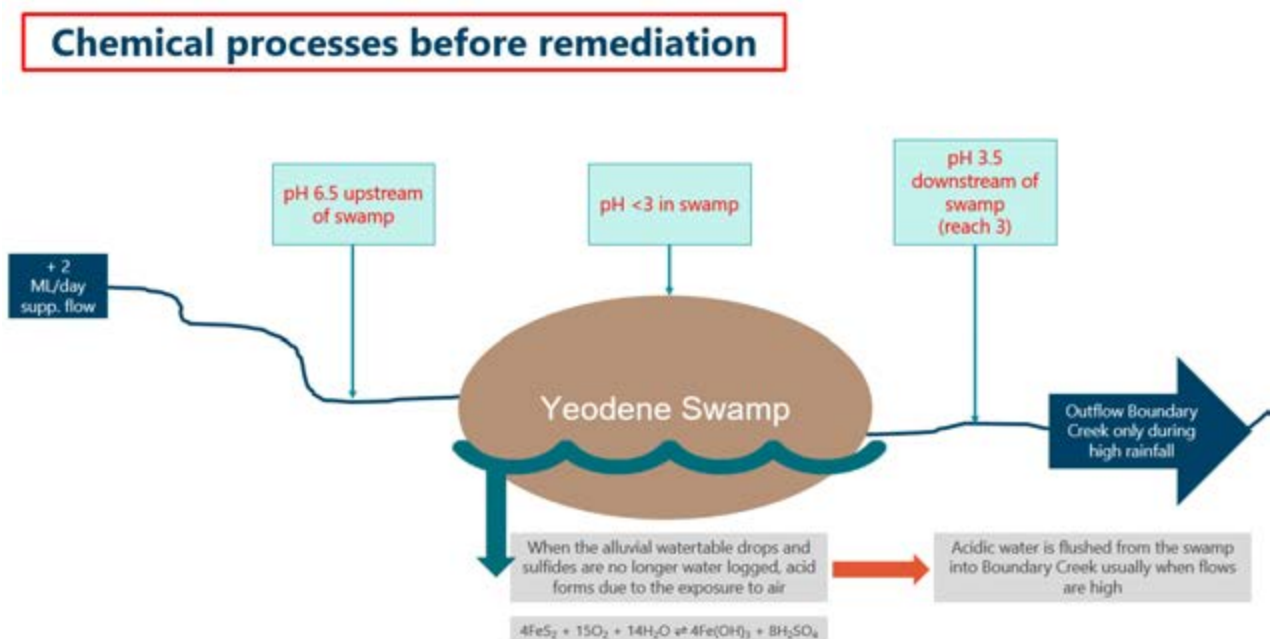 Chemical processes before remediation
pH 6.5 upstream
of swamp
pH <3 in swamp
pH 3.5
downstream of
swamp
(reach 3)
+ 2
ML/day
supp. flow
Yeodene Swamp
Outflow Boundary
Creek only during
high rainfall
When the alluvial watertable drops and
sulfides are no longer water logged, acid
forms due to the exposure to air
Acidic water is flushed from the swamp
into Boundary Creek usually when flows
are high
4FeS₂ + 15O₂ + 14H₂O ⇌ 4Fe(OH)₃ + 8H₂SO₄